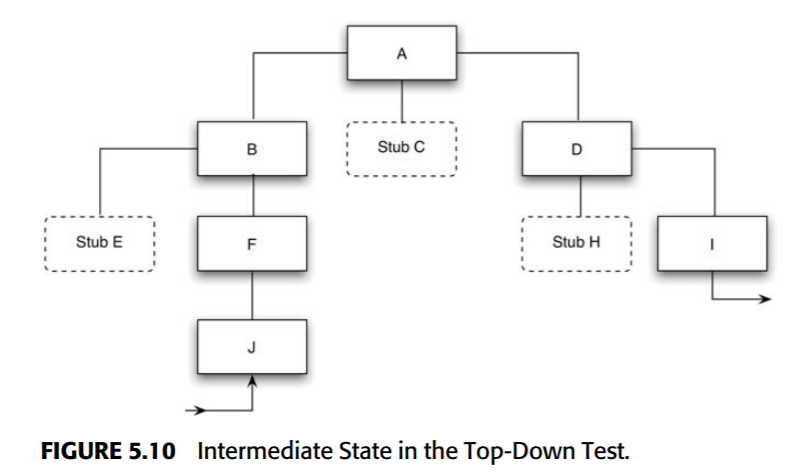 A
B
Stub C
D
Stub E
F
Stub H
I
J
FIGURE 5.10 Intermediate State in the Top-Down Test.